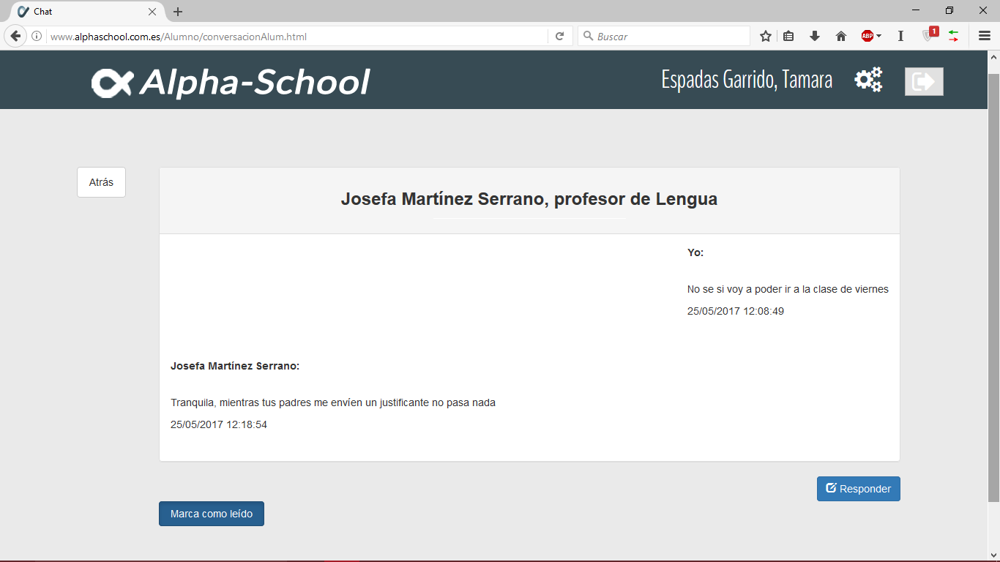 Chat
www.alphaschool.com.es/Alumno/conversacionAlum.html
Buscar
ABP
1
Alpha-School
Espadas Garrido, Tamara
Atrás
Josefa Martínez Serrano, profesor de Lengua
Yo:
No se si voy a poder ir a la clase de viernes
25/05/2017 12:08:49
Josefa Martínez Serrano:
Tranquila, mientras tus padres me envíen un justificante no pasa nada
25/05/2017 12:18:54
Responder
Marca como leído